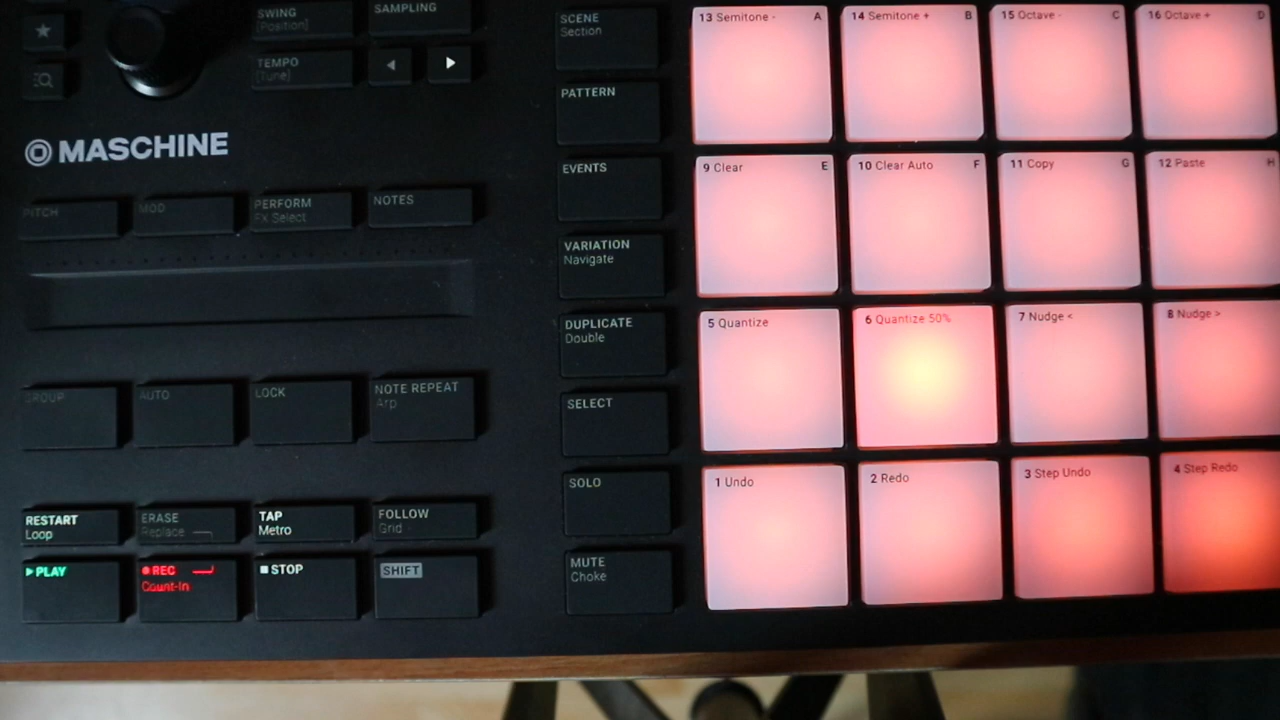 SWING
[Position]
SAMPLING
TEMPO
[Tune]
MASCHINE
PITCH
MOD
PERFORM
FX Select
NOTES
GROUP
AUTO
LOCK
NOTE REPEAT
Arp
RESTART
Loop
ERASE
Replace
TAP
Metro
FOLLOW
Grid
PLAY
REC
Count-In
STOP
SHIFT
SCENE
Section
PATTERN
EVENTS
VARIATION
Navigate
DUPLICATE
Double
SELECT
SOLO
MUTE
Choke
13 Semitone - A
14 Semitone + B
15 Octave - C
16 Octave + D
9 Clear E
10 Clear Auto F
11 Copy G
12 Paste H
5 Quantize
6 Quantize 50%
7 Nudge <
8 Nudge >
1 Undo
2 Redo
3 Step Undo
4 Step Redo